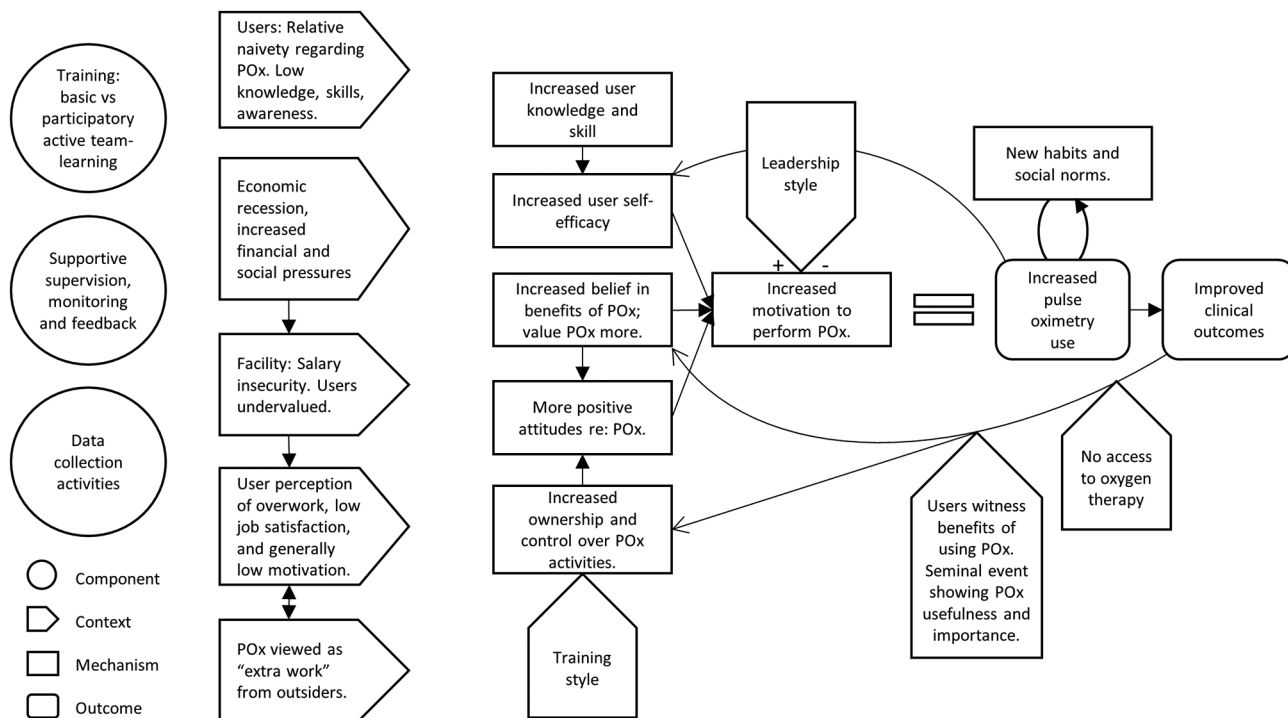 Training:
basic vs
participatory
active team-
learning
Supportive
supervision,
monitoring
and feedback
Data
collection
activities
Component
Context
Mechanism
Outcome
Users: Relative
naivety regarding
POx. Low
knowledge, skills,
awareness.
Economic
recession,
increased
financial and
social pressures
Facility: Salary
insecurity. Users
undervalued.
User perception
of overwork, low
job satisfaction,
and generally
low motivation.
POx viewed as
“extra work”
from outsiders.
Increased user
knowledge and
skill
Increased user self-
efficacy
Increased belief in
benefits of POx;
value POx more.
More positive
attitudes re: POx.
Increased
ownership and
control over POx
activities.
Training
style
Leadership
style
+ -
Increased
motivation to
perform POx.
New habits and
social norms.
Increased
pulse
oximetry
use
Improved
clinical
outcomes
Users witness
benefits of
using POx.
Seminal event
showing POx
usefulness and
importance.
No access
to oxygen
therapy